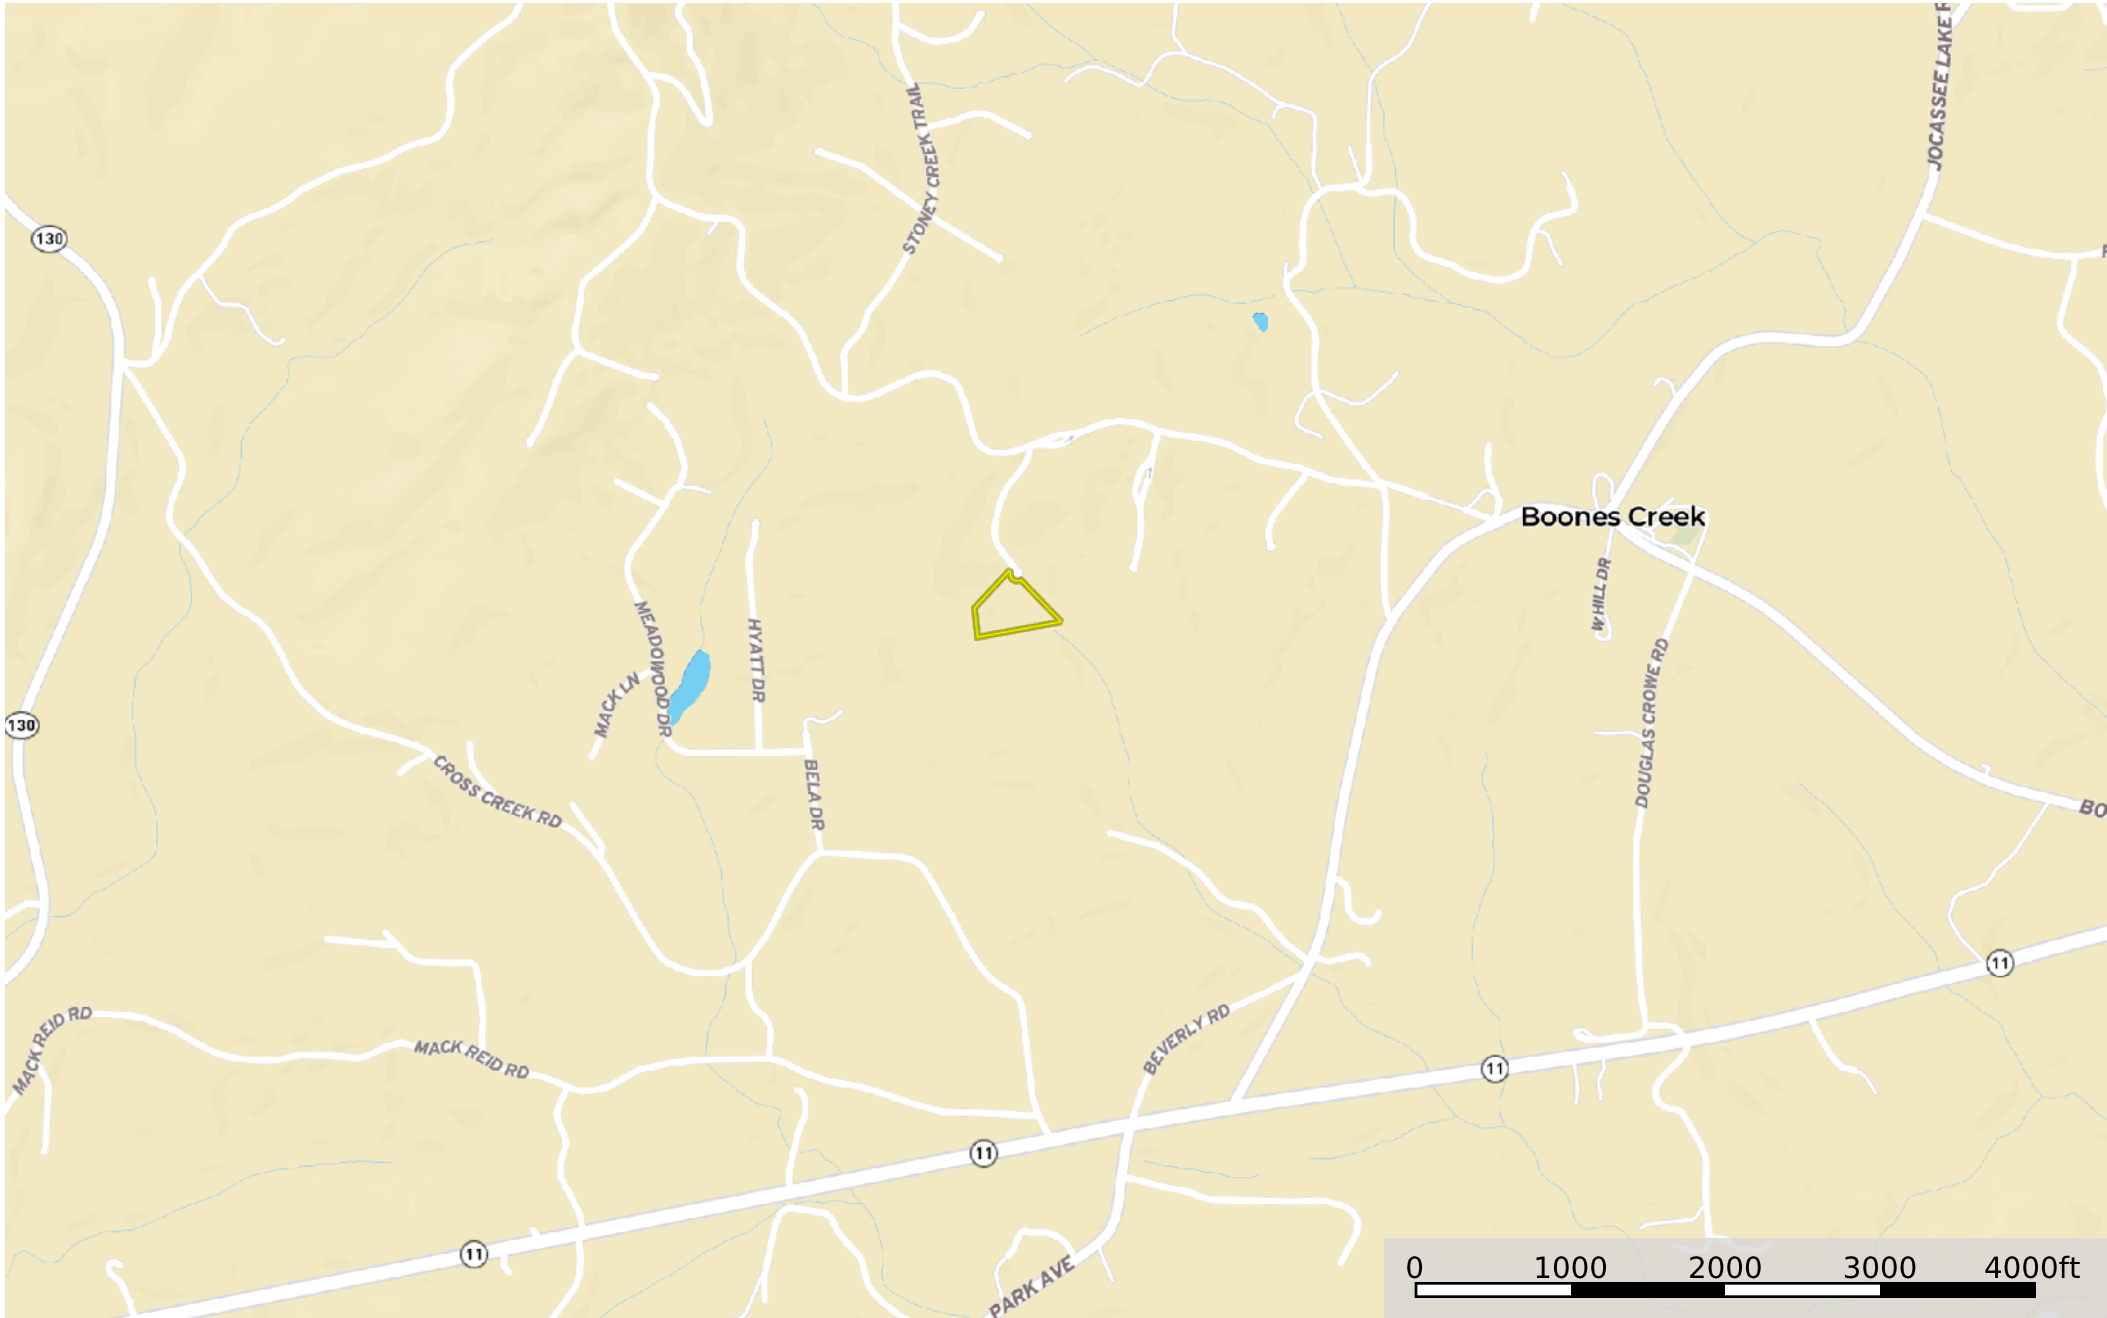 JOCASSEE LAKE R
STONEY CREEK TRAIL
130
Boones Creek
W HILL DR
MEADOWOOD DR
HYATT DR
MACK LN
DOUGLAS CROWE RD
130
CROSS CREEK RD
BELA DR
BO
11
MACK REID RD
MACK REID RD
BEVERLY RD
11
11
11
PARK AVE
0 1000 2000 3000 4000ft